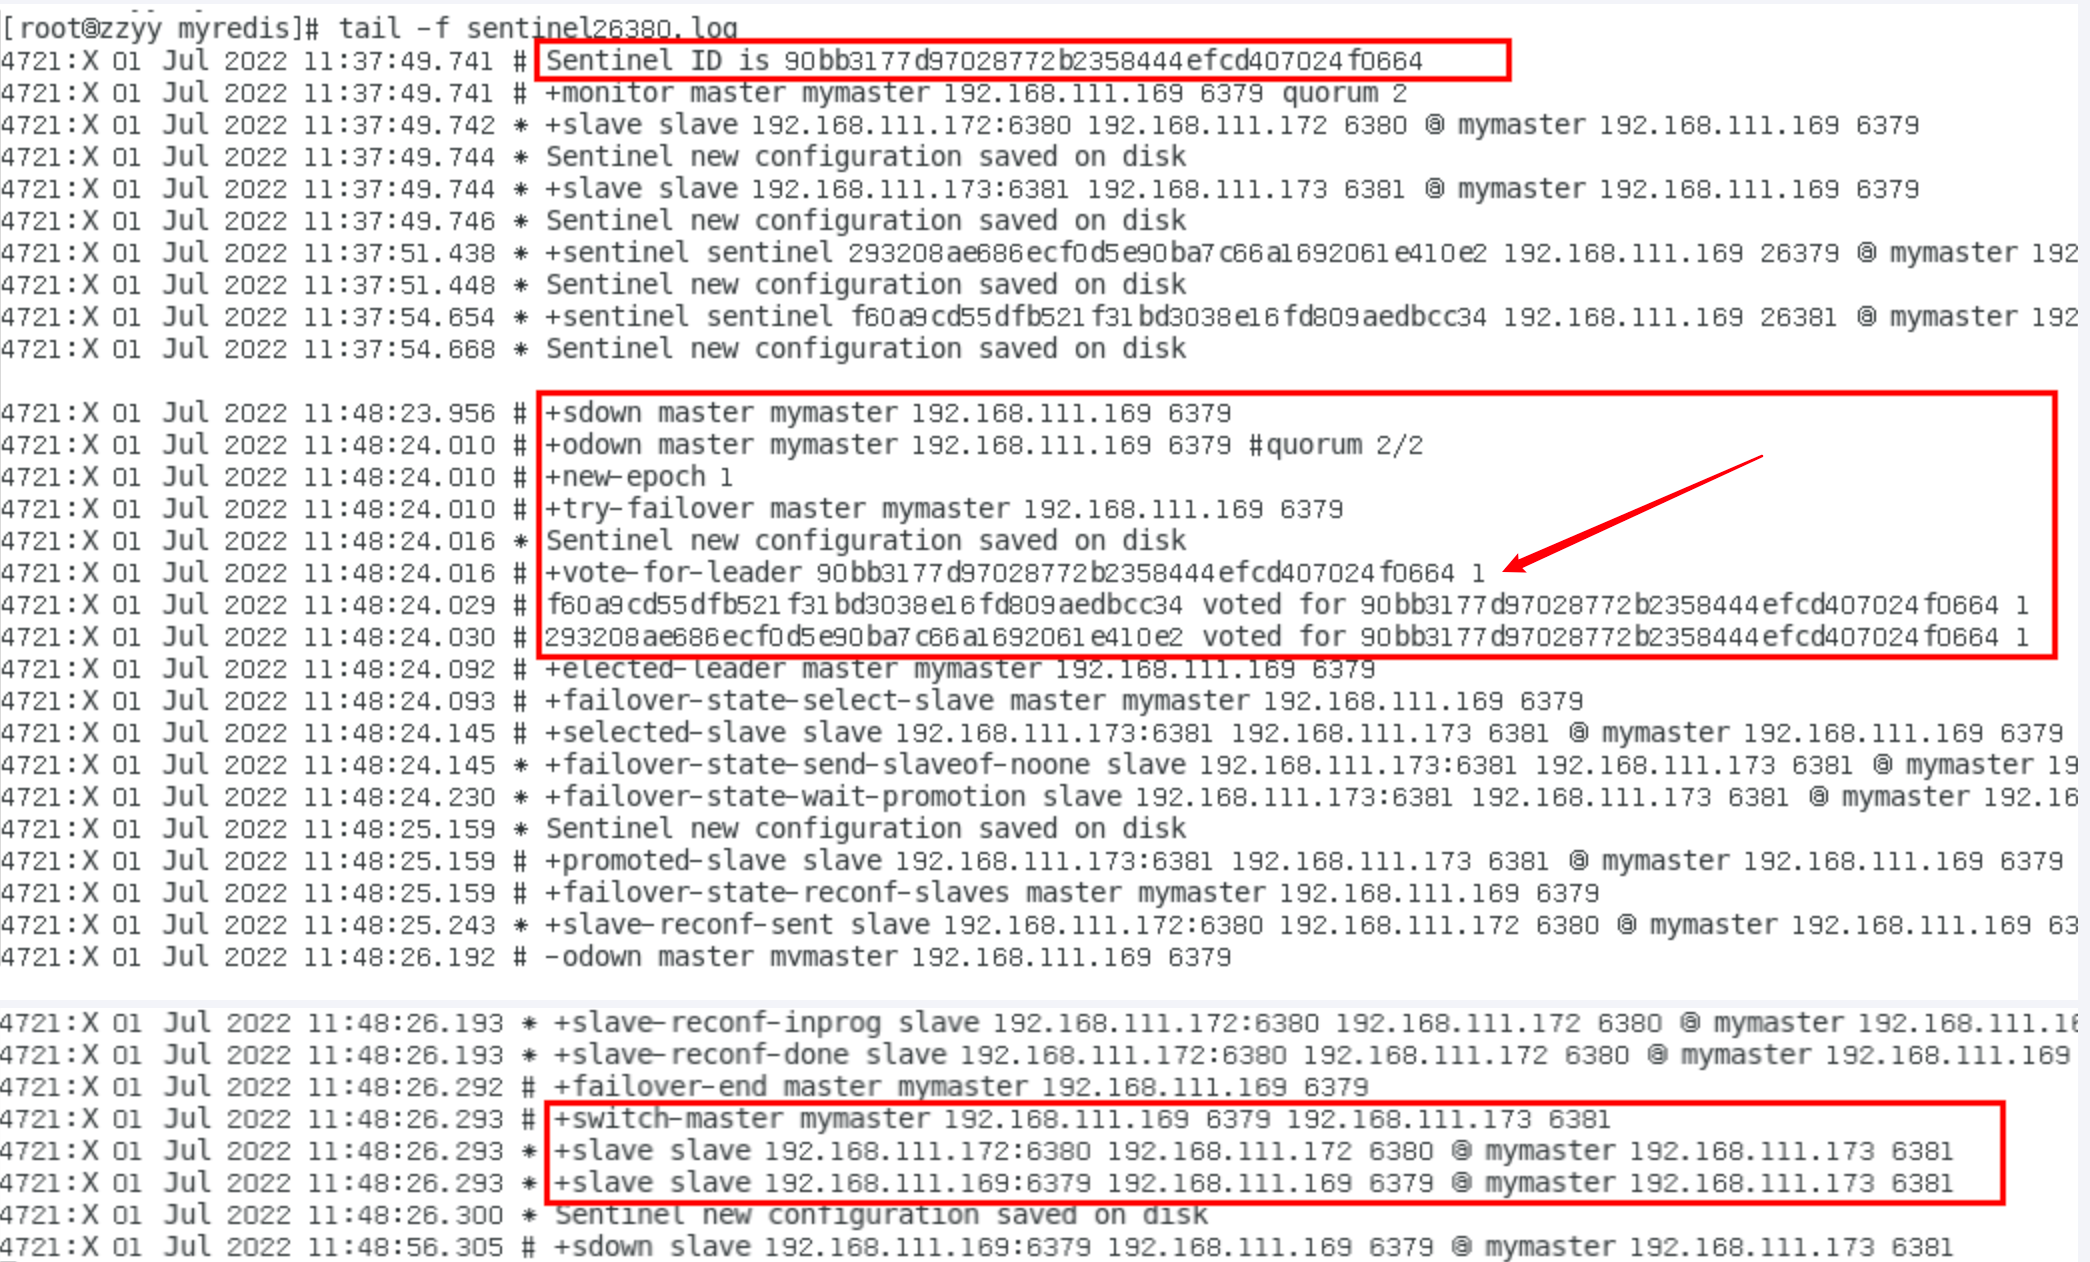 [root@zzyy myredis]# tail -f sentinel26380.log
4721:X 01 Jul 2022 11:37:49.741 # Sentinel ID is 90bb3177d97028772b2358444efcd407024f0664
4721:X 01 Jul 2022 11:37:49.741 # +monitor master mymaster 192.168.111.169 6379 quorum 2
4721:X 01 Jul 2022 11:37:49.742 * +slave slave 192.168.111.172:6380 192.168.111.172 6380 @ mymaster 192.168.111.169 6379
4721:X 01 Jul 2022 11:37:49.744 * Sentinel new configuration saved on disk
4721:X 01 Jul 2022 11:37:49.744 * +slave slave 192.168.111.173:6381 192.168.111.173 6381 @ mymaster 192.168.111.169 6379
4721:X 01 Jul 2022 11:37:49.746 * Sentinel new configuration saved on disk
4721:X 01 Jul 2022 11:37:51.438 * +sentinel sentinel 293208ae686ecf0d5e90ba7c66a1692061e410e2 192.168.111.169 26379 @ mymaster 192
4721:X 01 Jul 2022 11:37:51.448 * Sentinel new configuration saved on disk
4721:X 01 Jul 2022 11:37:54.654 * +sentinel sentinel f60a9cd55dfb521f31bd3038e16fd809aedbcc34 192.168.111.169 26381 @ mymaster 192
4721:X 01 Jul 2022 11:37:54.668 * Sentinel new configuration saved on disk
4721:X 01 Jul 2022 11:48:23.956 # +sdown master mymaster 192.168.111.169 6379
4721:X 01 Jul 2022 11:48:24.010 # +odown master mymaster 192.168.111.169 6379 #quorum 2/2
4721:X 01 Jul 2022 11:48:24.010 # +new-epoch 1
4721:X 01 Jul 2022 11:48:24.010 # +try-failover master mymaster 192.168.111.169 6379
4721:X 01 Jul 2022 11:48:24.016 * Sentinel new configuration saved on disk
4721:X 01 Jul 2022 11:48:24.016 # +vote-for-leader 90bb3177d97028772b2358444efcd407024f0664 1
4721:X 01 Jul 2022 11:48:24.029 # f60a9cd55dfb521f31bd3038e16fd809aedbcc34 voted for 90bb3177d97028772b2358444efcd407024f0664 1
4721:X 01 Jul 2022 11:48:24.030 # 293208ae686ecf0d5e90ba7c66a1692061e410e2 voted for 90bb3177d97028772b2358444efcd407024f0664 1
4721:X 01 Jul 2022 11:48:24.092 # +elected-leader master mymaster 192.168.111.169 6379
4721:X 01 Jul 2022 11:48:24.093 # +failover-state-select-slave master mymaster 192.168.111.169 6379
4721:X 01 Jul 2022 11:48:24.145 # +selected-slave slave 192.168.111.173:6381 192.168.111.173 6381 @ mymaster 192.168.111.169 6379
4721:X 01 Jul 2022 11:48:24.145 * +failover-state-send-slaveof-noone slave 192.168.111.173:6381 192.168.111.173 6381 @ mymaster 19
4721:X 01 Jul 2022 11:48:24.230 * +failover-state-wait-promotion slave 192.168.111.173:6381 192.168.111.173 6381 @ mymaster 192.16
4721:X 01 Jul 2022 11:48:25.159 * Sentinel new configuration saved on disk
4721:X 01 Jul 2022 11:48:25.159 # +promoted-slave slave 192.168.111.173:6381 192.168.111.173 6381 @ mymaster 192.168.111.169 6379
4721:X 01 Jul 2022 11:48:25.159 # +failover-state-reconf-slaves master mymaster 192.168.111.169 6379
4721:X 01 Jul 2022 11:48:25.243 * +slave-reconf-sent slave 192.168.111.172:6380 192.168.111.172 6380 @ mymaster 192.168.111.169 63
4721:X 01 Jul 2022 11:48:26.192 # -odown master mymaster 192.168.111.169 6379
4721:X 01 Jul 2022 11:48:26.193 * +slave-reconf-inprog slave 192.168.111.172:6380 192.168.111.172 6380 @ mymaster 192.168.111.16
4721:X 01 Jul 2022 11:48:26.193 * +slave-reconf-done slave 192.168.111.172:6380 192.168.111.172 6380 @ mymaster 192.168.111.169
4721:X 01 Jul 2022 11:48:26.292 # +failover-end master mymaster 192.168.111.169 6379
4721:X 01 Jul 2022 11:48:26.293 # +switch-master mymaster 192.168.111.169 6379 192.168.111.173 6381
4721:X 01 Jul 2022 11:48:26.293 * +slave slave 192.168.111.172:6380 192.168.111.172 6380 @ mymaster 192.168.111.173 6381
4721:X 01 Jul 2022 11:48:26.293 * +slave slave 192.168.111.169:6379 192.168.111.169 6379 @ mymaster 192.168.111.173 6381
4721:X 01 Jul 2022 11:48:26.300 * Sentinel new configuration saved on disk
4721:X 01 Jul 2022 11:48:56.305 # +sdown slave 192.168.111.169:6379 192.168.111.169 6379 @ mymaster 192.168.111.173 6381